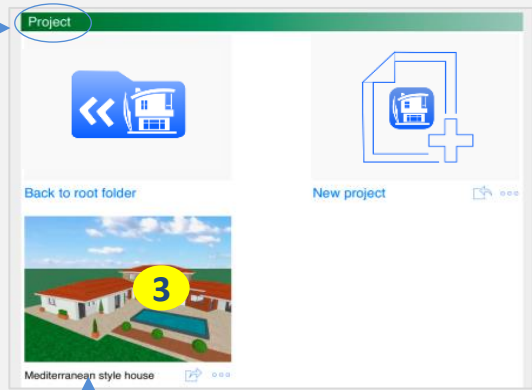 Project
Back to root folder
New project
3
Mediterranean style house